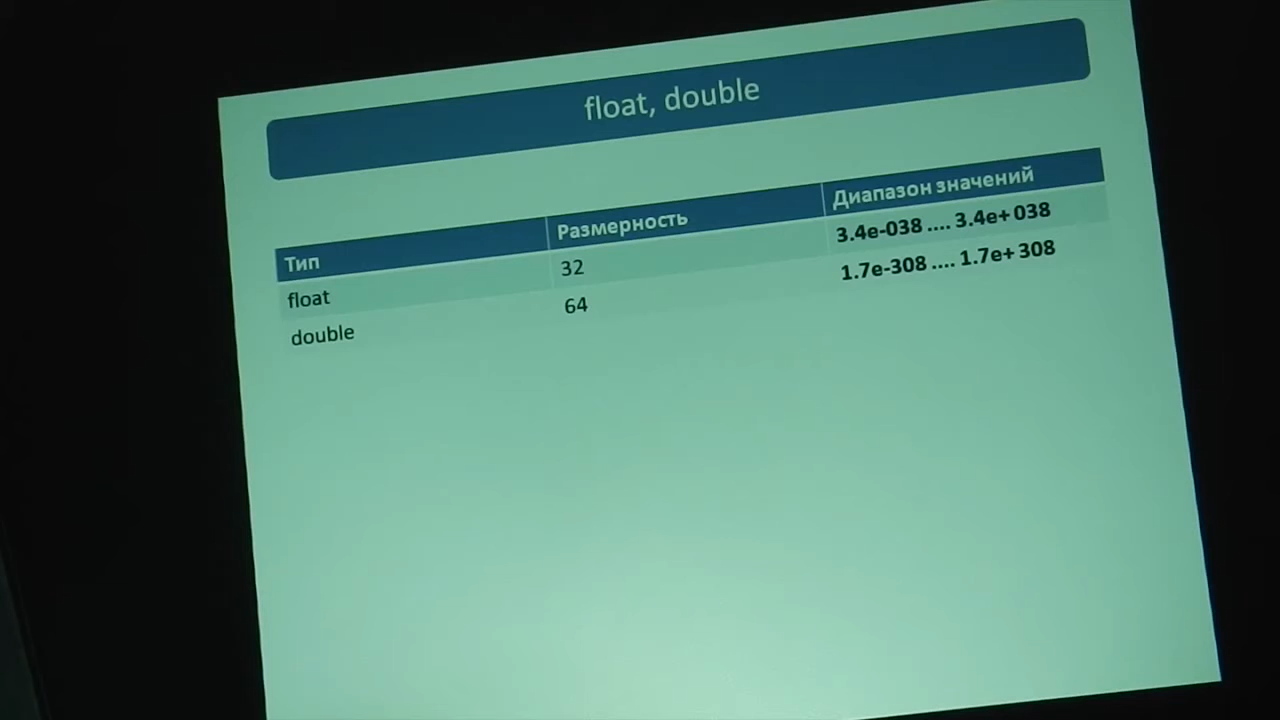 float, double
Тип Размерность Диапазон значений
float 32 3.4e-038 .... 3.4e+ 038
double 64 1.7e-308 .... 1.7e+ 308